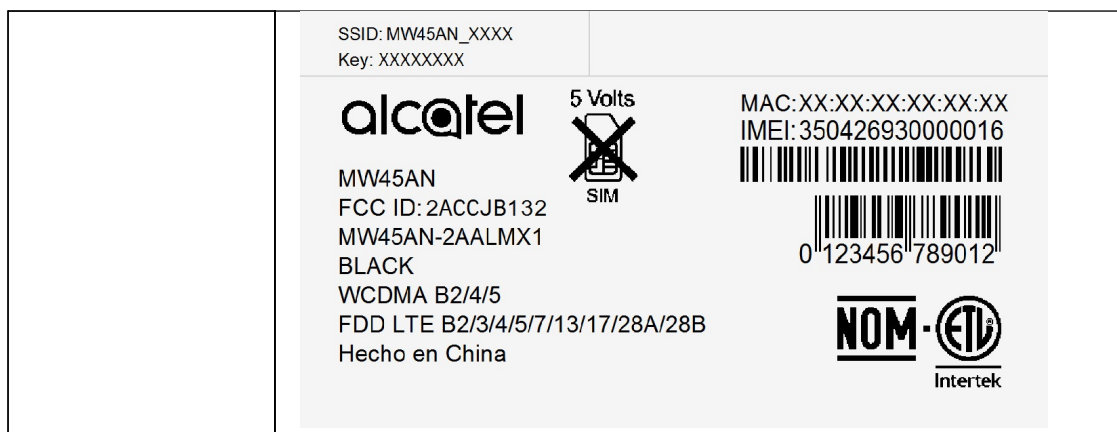 SSID: MW45AN_XXXX
Key: XXXXXXXX
alcatel
5 Volts
SIM
MAC:XX:XX:XX:XX:XX:XX
IMEI:350426930000016
MW45AN
FCC ID: 2ACCJB132
MW45AN-2AALMX1
BLACK
WCDMA B2/4/5
FDD LTE B2/3/4/5/7/13/17/28A/28B
Hecho en China
0 123456 789012
NOM - ETL
Intertek